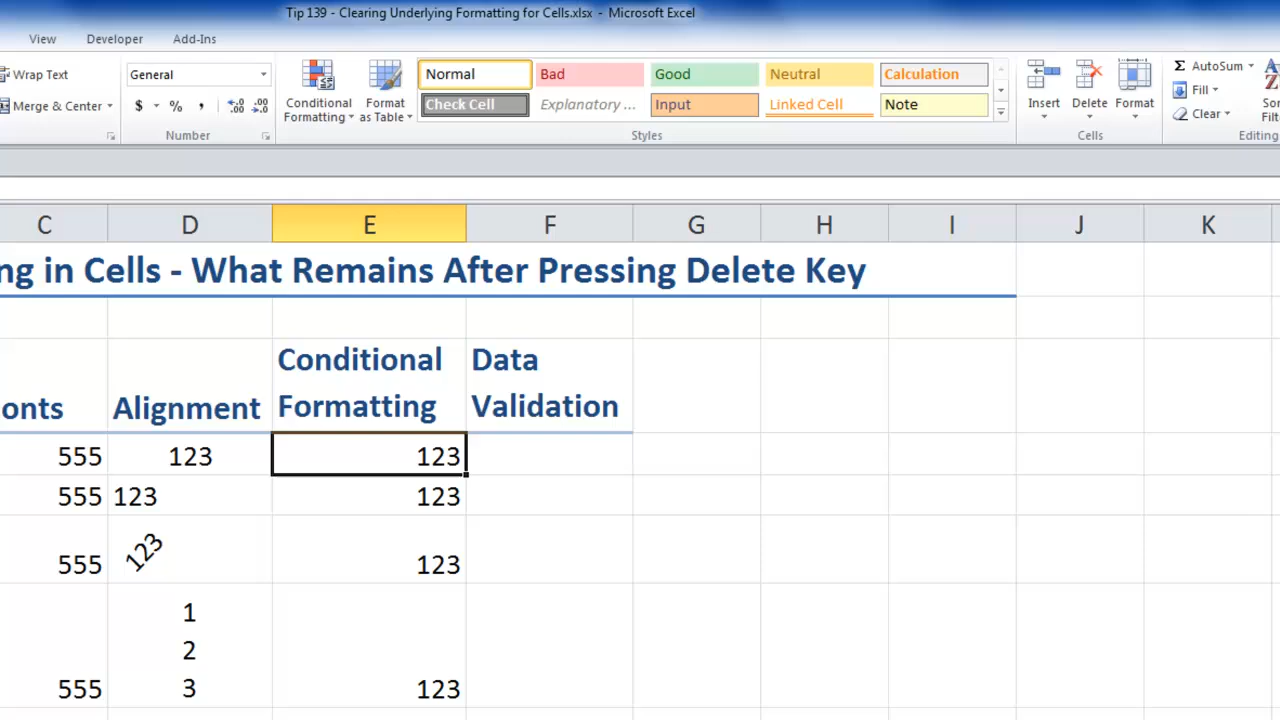 Tip 139 - Clearing Underlying Formatting for Cells.xlsx - Microsoft Excel
View Developer Add-Ins
Wrap Text General Normal Bad Good Neutral Calculation Σ AutoSum
Merge & Center $ % , .00 .00 Conditional Formatting Format as Table Check Cell Explanatory ... Input Linked Cell Note Insert Delete Format Fill
Clear
Number Styles Cells Editing
C D E F G H I J K
ng in Cells - What Remains After Pressing Delete Key
onts Alignment Conditional Formatting Data Validation
555 123 123
555 123 123
555 123 123
1
2
555 3 123